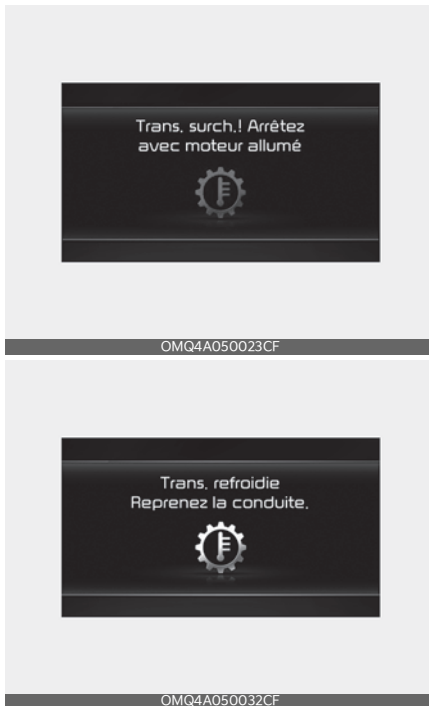 Trans. surch.! Arrêtez
avec moteur allumé
OMQ4A050023CF
Trans. refroidie
Reprenez la conduite.
OMQ4A050032CF